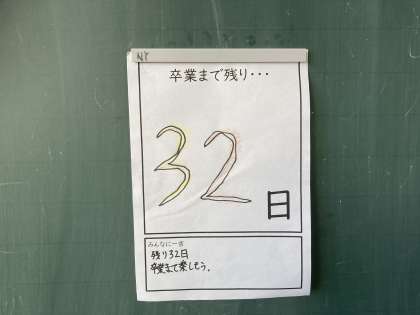 卒業まで残り・・・
32
日
みんなに一言
残り32日
卒業まで楽しもう。